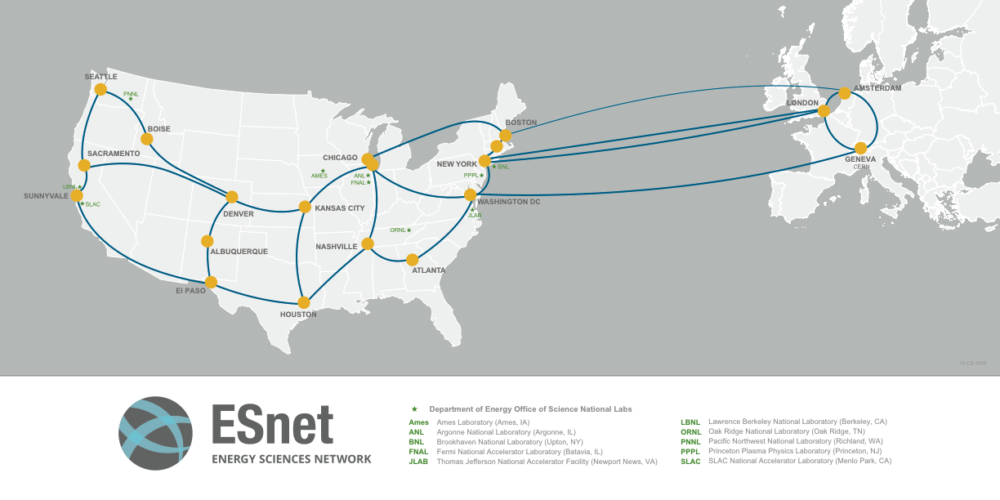 SEATTLE
PNNL
BOISE
SACRAMENTO
LBNL
SUNNYVALE
SLAC
DENVER
ALBUQUERQUE
El PASO
HOUSTON
KANSAS CITY
CHICAGO
AMES
ANL
FNAL
NASHVILLE
ORNL
ATLANTA
BOSTON
NEW YORK
BNL
PPPL
WASHINGTON DC
JLAB
AMSTERDAM
LONDON
GENEVA
CERN
ESnet
ENERGY SCIENCES NETWORK
Department of Energy Office of Science National Labs
Ames Ames Laboratory (Ames, IA)
ANL Argonne National Laboratory (Argonne, IL)
BNL Brookhaven National Laboratory (Upton, NY)
FNAL Fermi National Accelerator Laboratory (Batavia, IL)
JLAB Thomas Jefferson National Accelerator Facility (Newport News, VA)
LBNL Lawrence Berkeley National Laboratory (Berkeley, CA)
ORNL Oak Ridge National Laboratory (Oak Ridge, TN)
PNNL Pacific Northwest National Laboratory (Richland, WA)
PPPL Princeton Plasma Physics Laboratory (Princeton, NJ)
SLAC SLAC National Accelerator Laboratory (Menlo Park, CA)